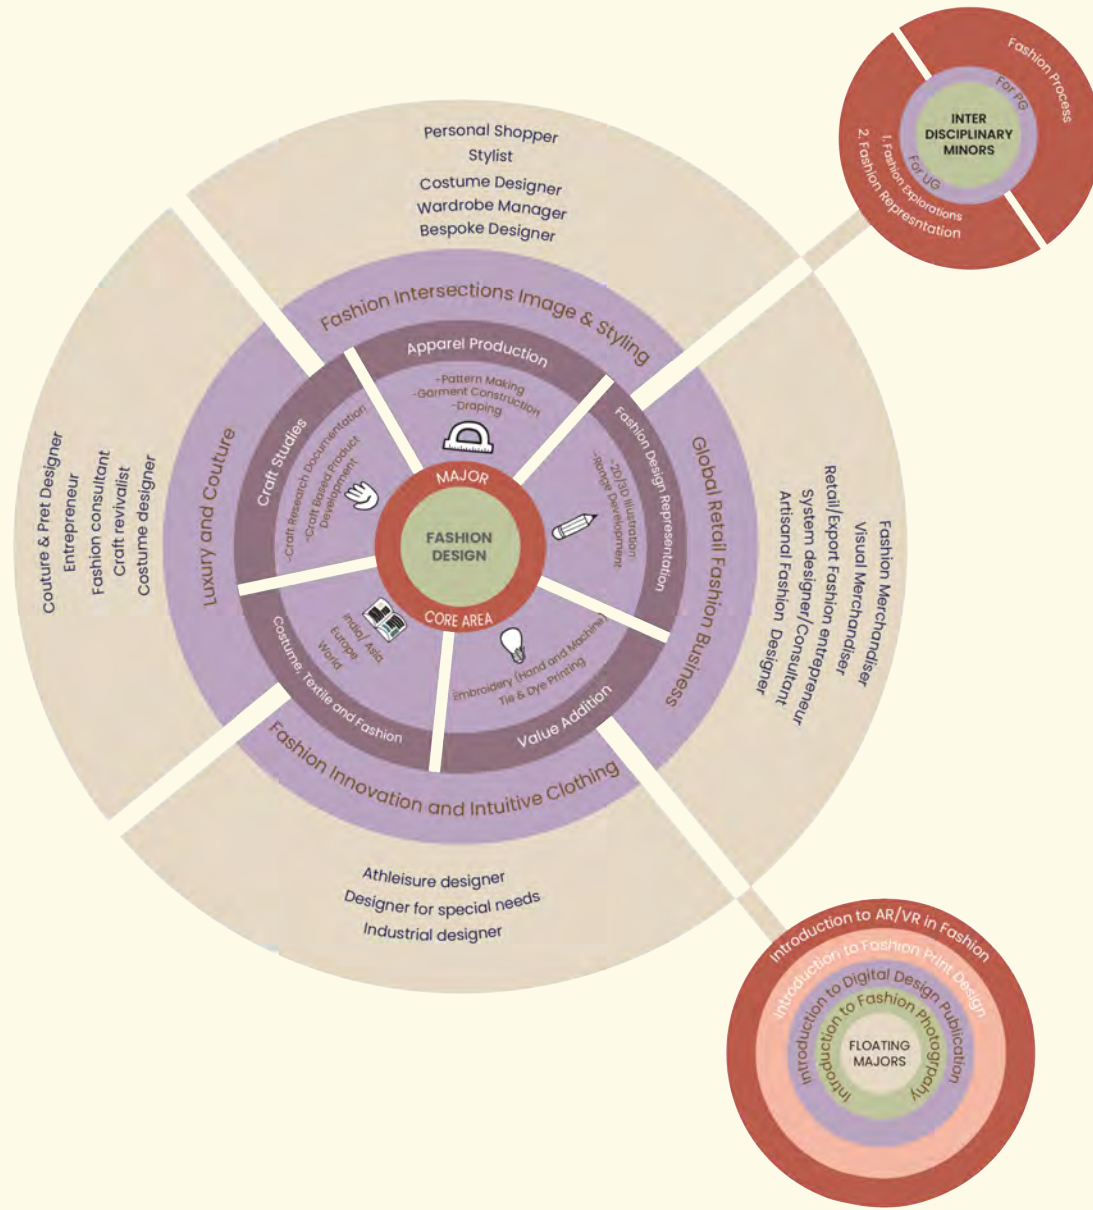 Personal Shopper
Stylist
Costume Designer
Wardrobe Manager
Bespoke Designer
Fashion Intersections Image & Styling
Apparel Production
-Pattern Making
-Garment Construction
-Draping
Craft Studies
-Craft Research Documentation
-Craft Based Product
Development
Fashion Design Representation
-2D/3D Illustration
-Range Development
MAJOR
FASHION
DESIGN
CORE AREA
Costume, Textile and Fashion
India/ Asia
Europe
World
Value Addition
Embroidery (Hand and Machine)
Tie & Dye Printing
Luxury and Couture
Couture & Pret Designer
Entrepreneur
Fashion consultant
Craft revivalist
Costume designer
Global Retail Fashion Business
Fashion Merchandiser
Visual Merchandiser
Retail/Export Fashion entrepreneur
System designer/Consultant
Artisanal Fashion Designer
Fashion Innovation and Intuitive Clothing
Athleisure designer
Designer for special needs
Industrial designer
Fashion Process
For PG
INTER
DISCIPLINARY
MINORS
For UG
1. Fashion Explorations
2. Fashion Represntation
Introduction to AR/VR in Fashion
Introduction to Fashion Print Design
Introduction to Digital Design Publication
Introduction to Fashion Photogrpahy
FLOATING
MAJORS